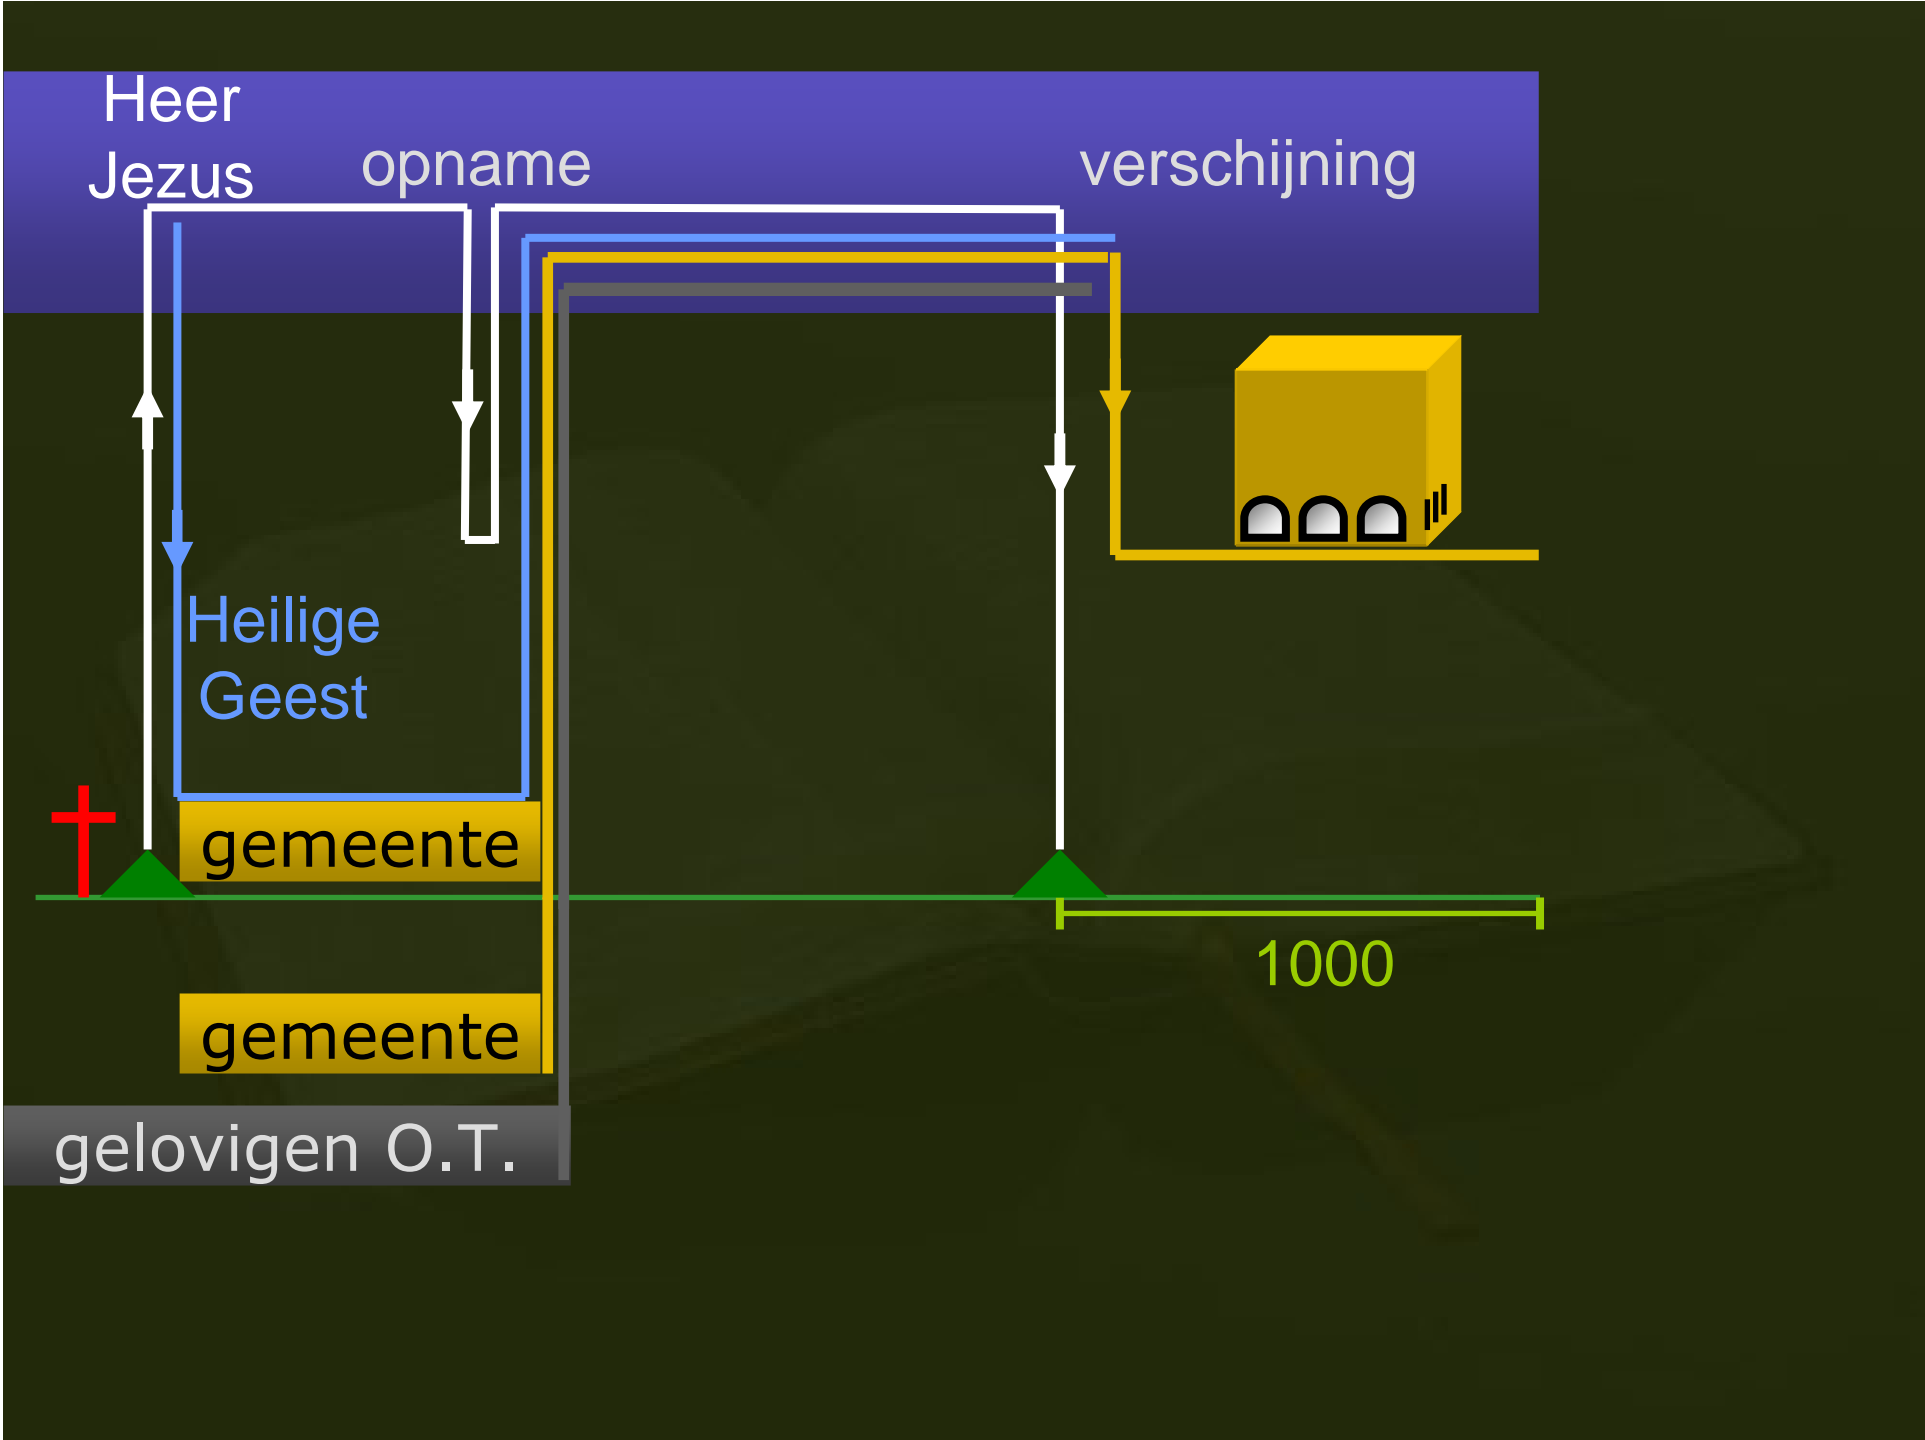 Heer
Jezus
opname
verschijning
Heilige
Geest
gemeente
1000
gemeente
gelovigen O.T.